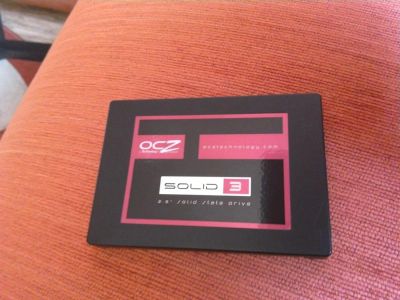 OCZ
ocztechnology.com
SOLID 3
2.5" solid state drive